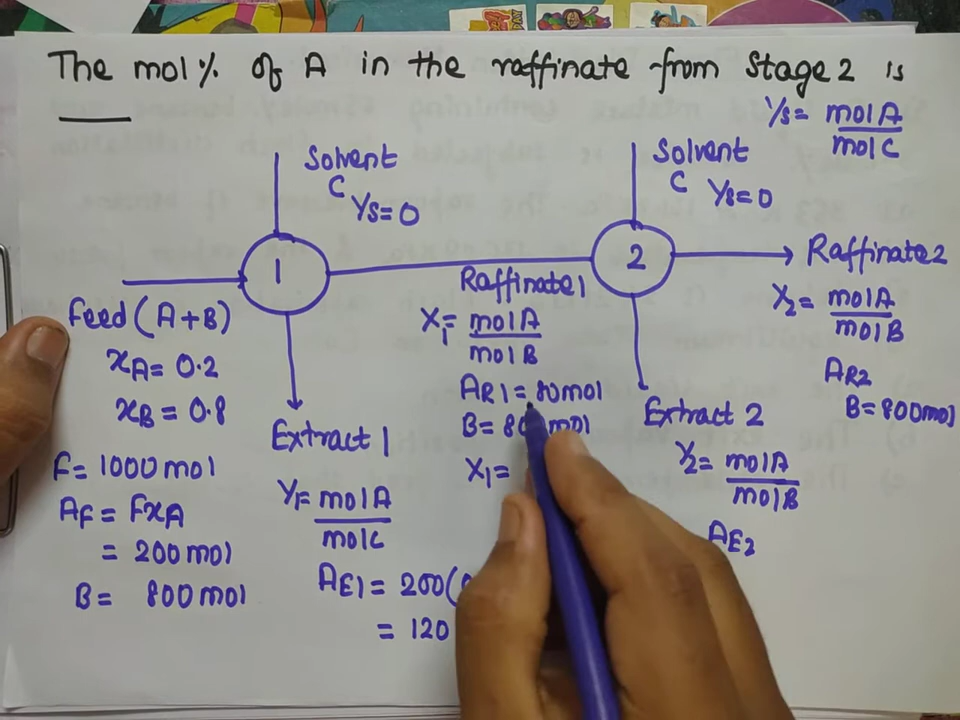 The mol % of A in the raffinate from Stage 2 is
Ys = mol A
mol C
Solvent
C Ys = 0
Solvent
C Ys = 0
1
2
Raffinate 1
Raffinate 2
Feed (A+B)
xA = 0.2
xB = 0.8
F = 1000 mol
AF = FxA
= 200 mol
B = 800 mol
Extract 1
Y1 = mol A
mol C
AE1 = 200(
= 120
X1 = mol A
mol B
AR1 = 80 mol
B = 800 mol
X1 =
Extract 2
Y2 = mol A
mol B
AE2
X2 = mol A
mol B
AR2
B = 800 mol